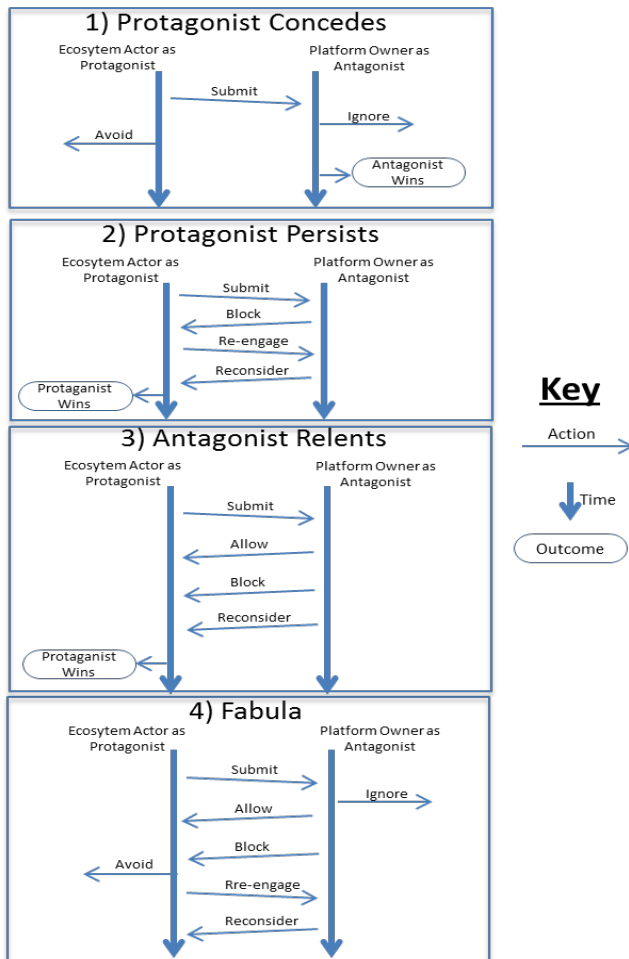 1) Protagonist Concedes
Ecosytem Actor as
Protagonist
Platform Owner as
Antagonist
Submit
Ignore
Avoid
Antagonist
Wins
2) Protagonist Persists
Ecosytem Actor as
Protagonist
Platform Owner as
Antagonist
Submit
Block
Re-engage
Reconsider
Protaganist
Wins
3) Antagonist Relents
Ecosytem Actor as
Protagonist
Platform Owner as
Antagonist
Submit
Allow
Block
Reconsider
Protaganist
Wins
4) Fabula
Ecosytem Actor as
Protagonist
Platform Owner as
Antagonist
Submit
Ignore
Allow
Block
Avoid
Rre-engage
Reconsider
Key
Action
Time
Outcome